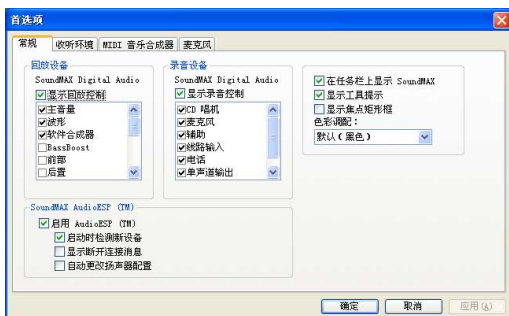 首选项
常规 收听环境 MIDI 音乐合成器 麦克风
回放设备
SoundMAX Digital Audio
显示回放控制
主音量
波形
软件合成器
BassBoost
前部
后置
录音设备
SoundMAX Digital Audio
显示录音控制
CD 唱机
麦克风
辅助
线路输入
电话
单声道输出
在任务栏上显示 SoundMAX
显示工具提示
显示焦点矩形框
色彩调配：
默认(黑色)
SoundMAX AudioESP (TM)
启用 AudioESP (TM)
启动时检测新设备
显示断开连接消息
自动更改扬声器配置
确定 取消 应用(A)